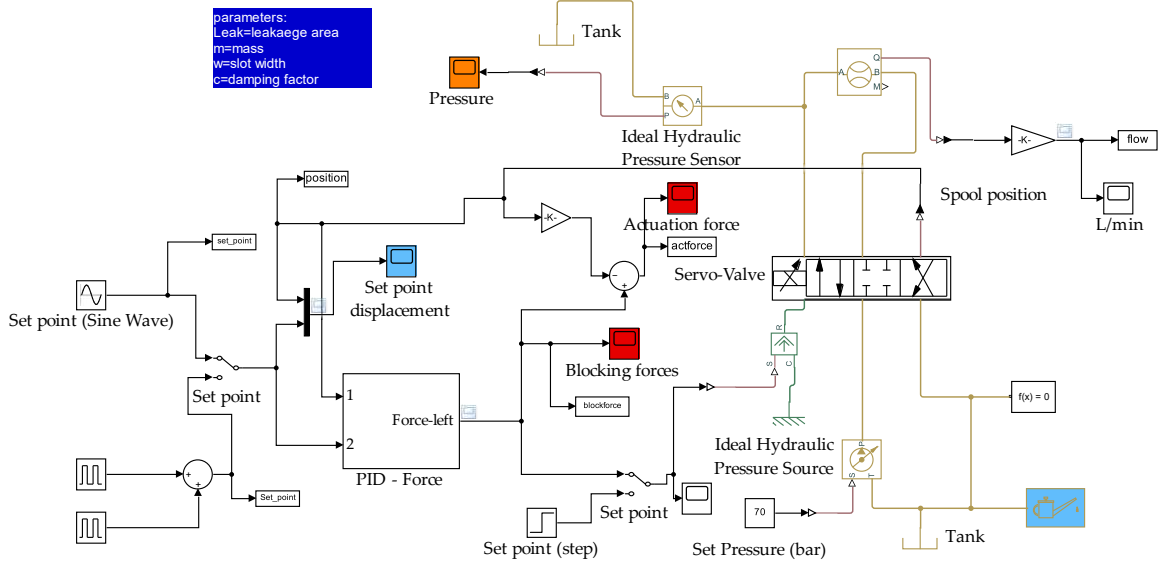 parameters:
Leak=leakaege area
m=mass
w=slot width
c=damping factor
Tank
Pressure
B
P
A
Ideal Hydraulic
Pressure Sensor
A
Q
B
M
-K-
flow
L/min
position
Spool position
set_point
-K-
Actuation force
actforce
Servo-Valve
Set point
displacement
Set point (Sine Wave)
Set point
Blocking forces
blockforce
1
2
Force-left
PID - Force
R
S
C
f(x) = 0
Ideal Hydraulic
Pressure Source
P
S
T
Set_point
Set point
Set point (step)
70
Set Pressure (bar)
Tank